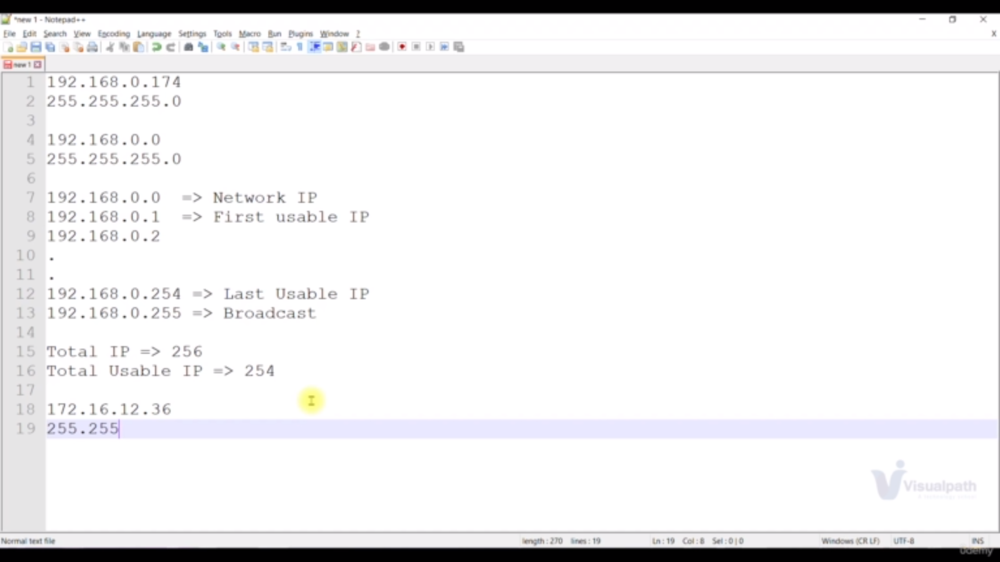 *new 1 - Notepad++
File Edit Search View Encoding Language Settings Tools Macro Run Plugins Window ?
X
new 1
1 192.168.0.174
2 255.255.255.0
3
4 192.168.0.0
5 255.255.255.0
6
7 192.168.0.0 => Network IP
8 192.168.0.1 => First usable IP
9 192.168.0.2
10 .
11 .
12 192.168.0.254 => Last Usable IP
13 192.168.0.255 => Broadcast
14
15 Total IP => 256
16 Total Usable IP => 254
17
18 172.16.12.36
19 255.255
Visualpath
Normal text file length : 270 lines : 19 Ln : 19 Col : 8 Sel : 0 | 0 Windows (CR LF) UTF-8 INS
ûdemy